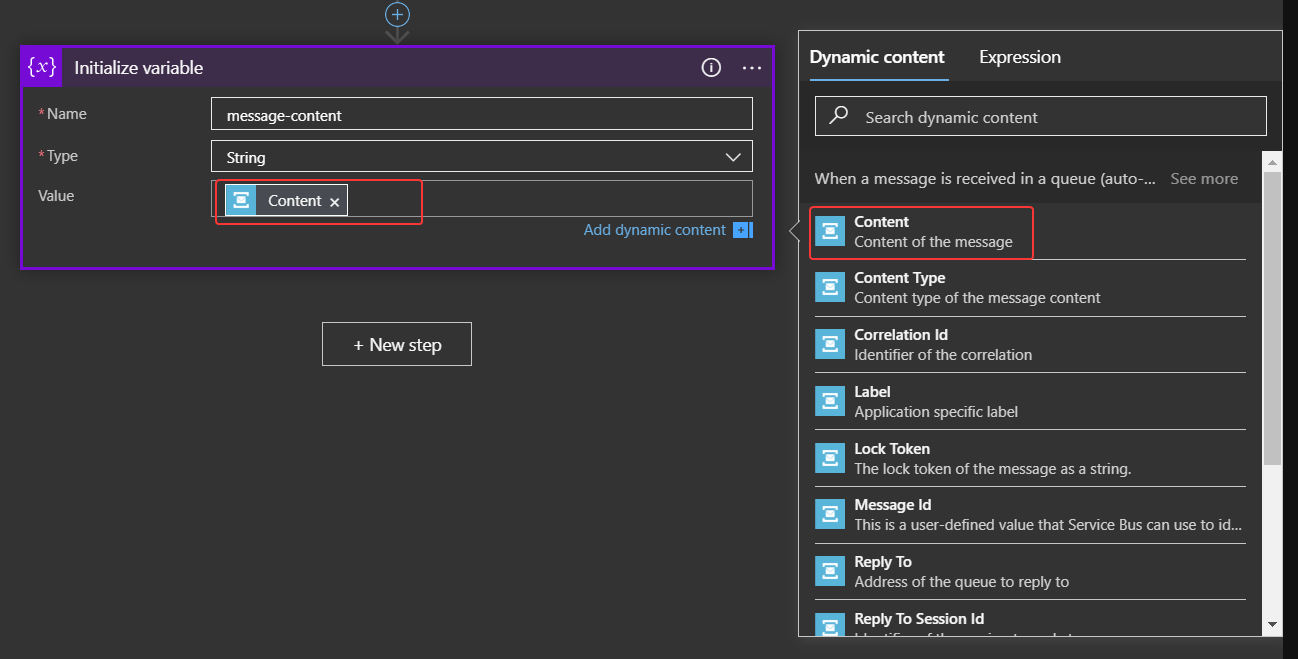 {x} Initialize variable
* Name
message-content
* Type
String
Value
Content ×
Add dynamic content
+ New step
Dynamic content
Expression
Search dynamic content
When a message is received in a queue (auto-...
See more
Content
Content of the message
Content Type
Content type of the message content
Correlation Id
Identifier of the correlation
Label
Application specific label
Lock Token
The lock token of the message as a string.
Message Id
This is a user-defined value that Service Bus can use to id...
Reply To
Address of the queue to reply to
Reply To Session Id